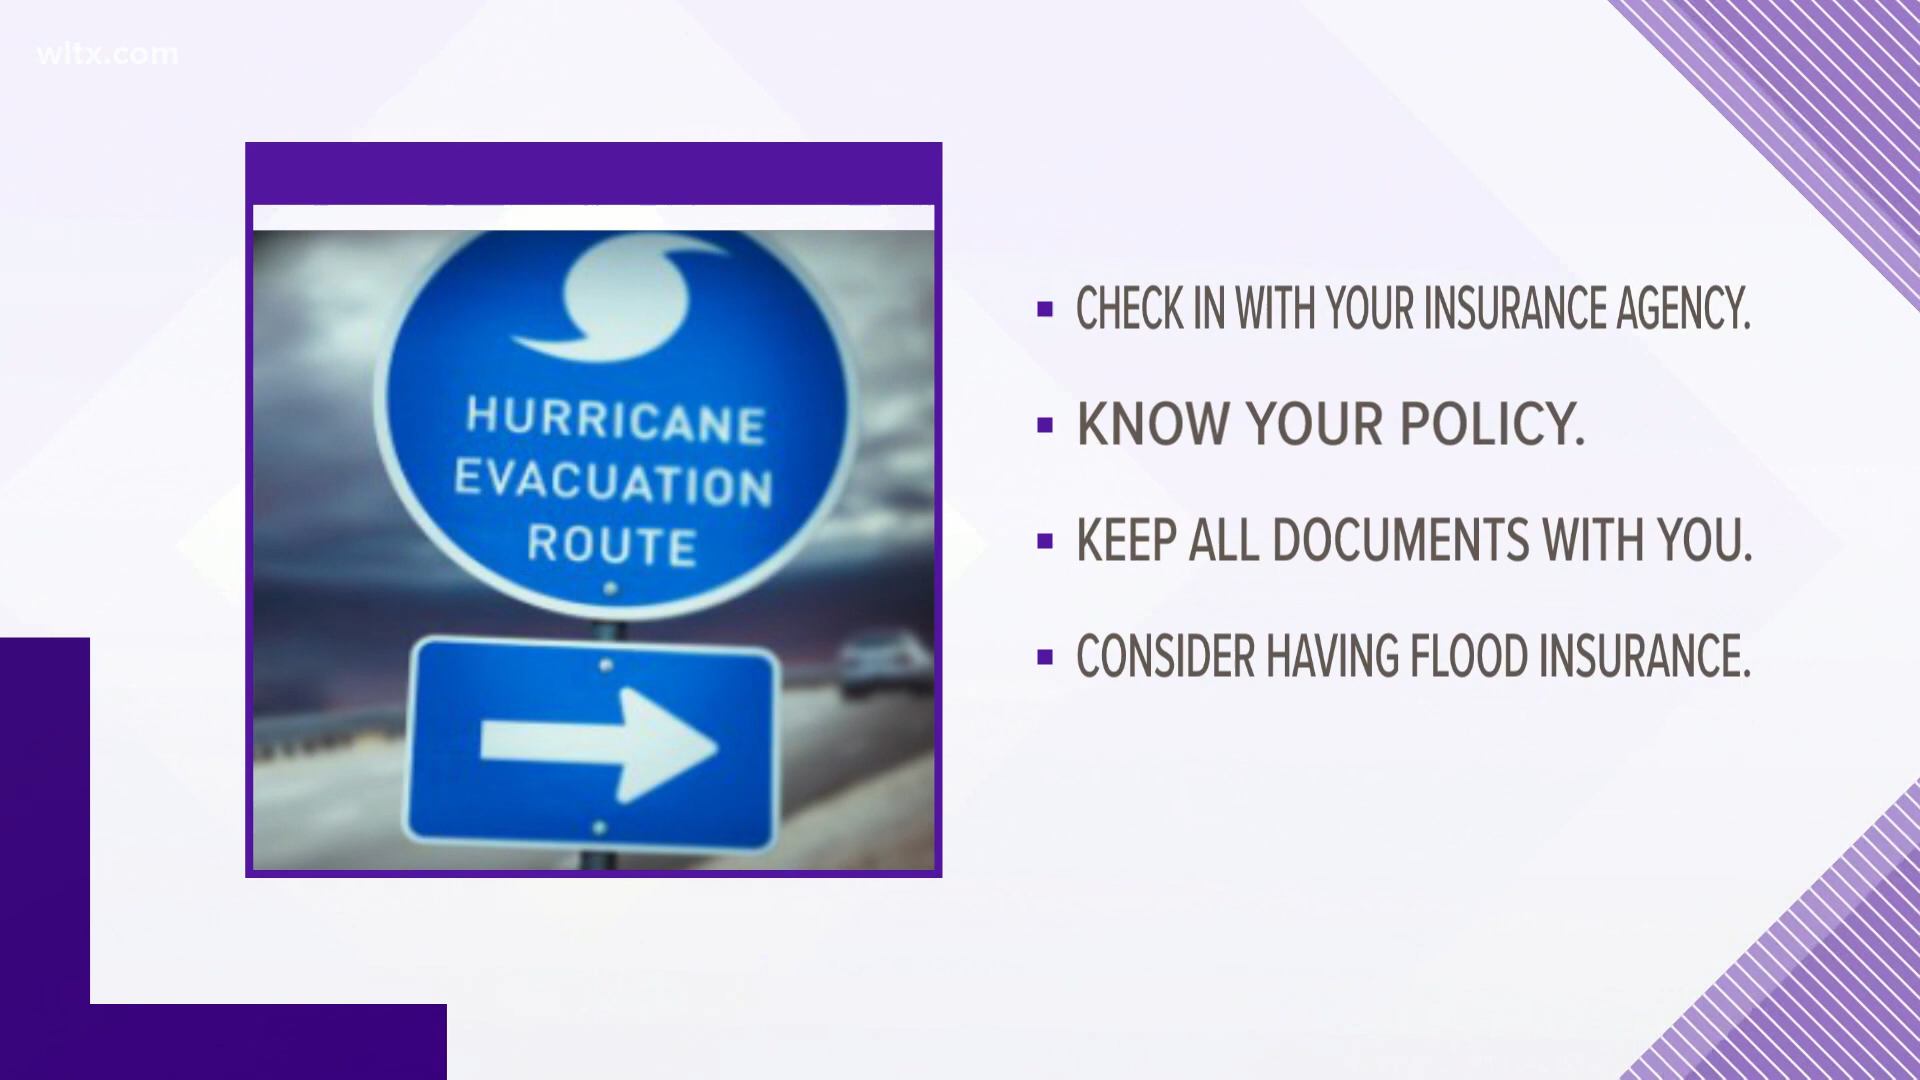 wltx.com
HURRICANE
EVACUATION
ROUTE
CHECK IN WITH YOUR INSURANCE AGENCY.
KNOW YOUR POLICY.
KEEP ALL DOCUMENTS WITH YOU.
CONSIDER HAVING FLOOD INSURANCE.